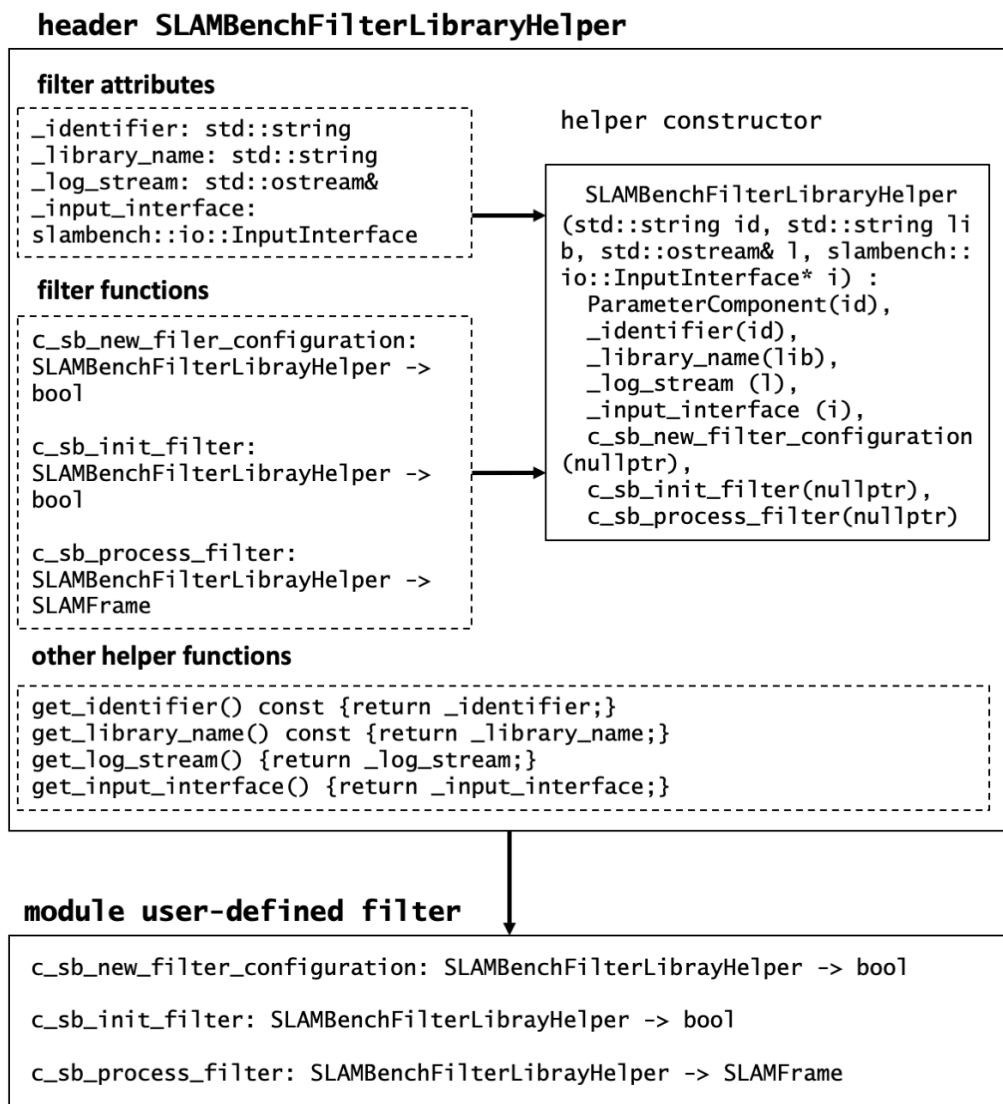 header SLAMBenchFilterLibraryHelper
filter attributes
_identifier: std::string
_library_name: std::string
_log_stream: std::ostream&
_input_interface:
slambench::io::InputInterface
filter functions
c_sb_new_filer_configuration:
SLAMBenchFilterLibrayHelper ->
bool
c_sb_init_filter:
SLAMBenchFilterLibrayHelper ->
bool
c_sb_process_filter:
SLAMBenchFilterLibrayHelper ->
SLAMFrame
helper constructor
SLAMBenchFilterLibraryHelper
(std::string id, std::string li
b, std::ostream& l, slambench::
io::InputInterface* i) :
ParameterComponent(id),
_identifier(id),
_library_name(lib),
_log_stream (l),
_input_interface (i),
c_sb_new_filter_configuration
(nullptr),
c_sb_init_filter(nullptr),
c_sb_process_filter(nullptr)
other helper functions
get_identifier() const {return _identifier;}
get_library_name() const {return _library_name;}
get_log_stream() {return _log_stream;}
get_input_interface() {return _input_interface;}
module user-defined filter
c_sb_new_filter_configuration: SLAMBenchFilterLibrayHelper -> bool
c_sb_init_filter: SLAMBenchFilterLibrayHelper -> bool
c_sb_process_filter: SLAMBenchFilterLibrayHelper -> SLAMFrame